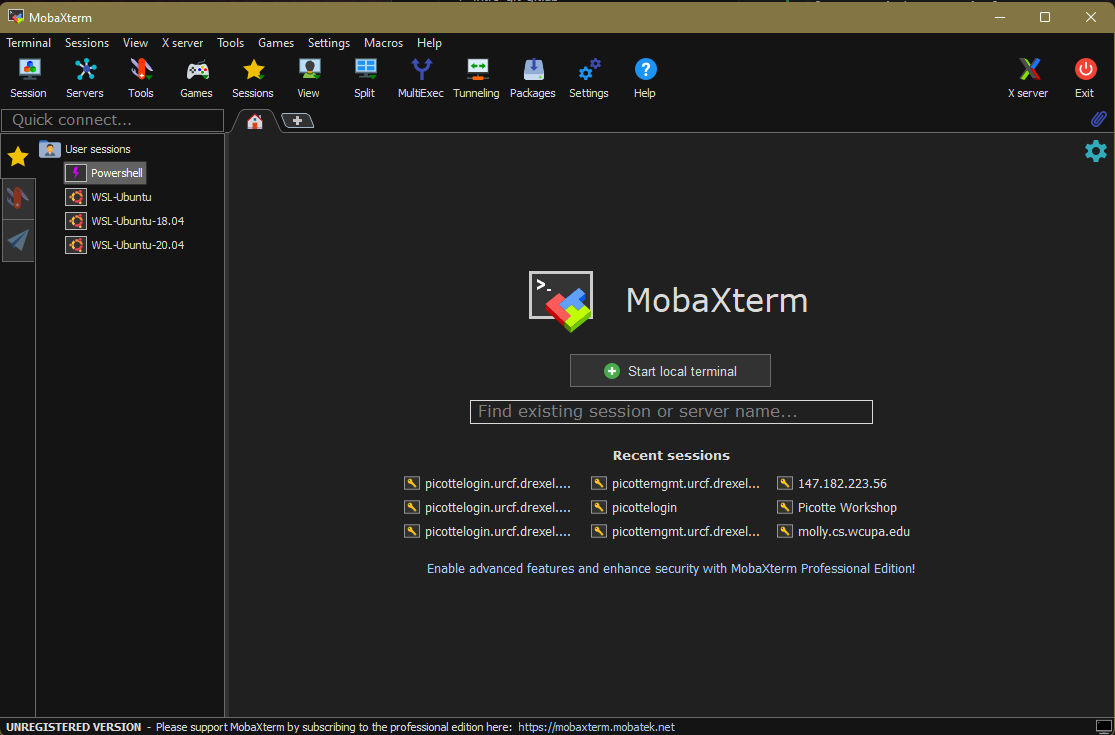 MobaXterm
Terminal Sessions View X server Tools Games Settings Macros Help
Session Servers Tools Games Sessions View Split MultiExec Tunneling Packages Settings Help X server Exit
Quick connect...
User sessions
Powershell
WSL-Ubuntu
WSL-Ubuntu-18.04
WSL-Ubuntu-20.04
MobaXterm
Start local terminal
Find existing session or server name...
Recent sessions
picottelogin.urcf.drexel.... picottemgmt.urcf.drexel... 147.182.223.56
picottelogin.urcf.drexel.... picottelogin Picotte Workshop
picottelogin.urcf.drexel.... picottemgmt.urcf.drexel... molly.cs.wcupa.edu
Enable advanced features and enhance security with MobaXterm Professional Edition!
UNREGISTERED VERSION - Please support MobaXterm by subscribing to the professional edition here: https://mobaxterm.mobatek.net